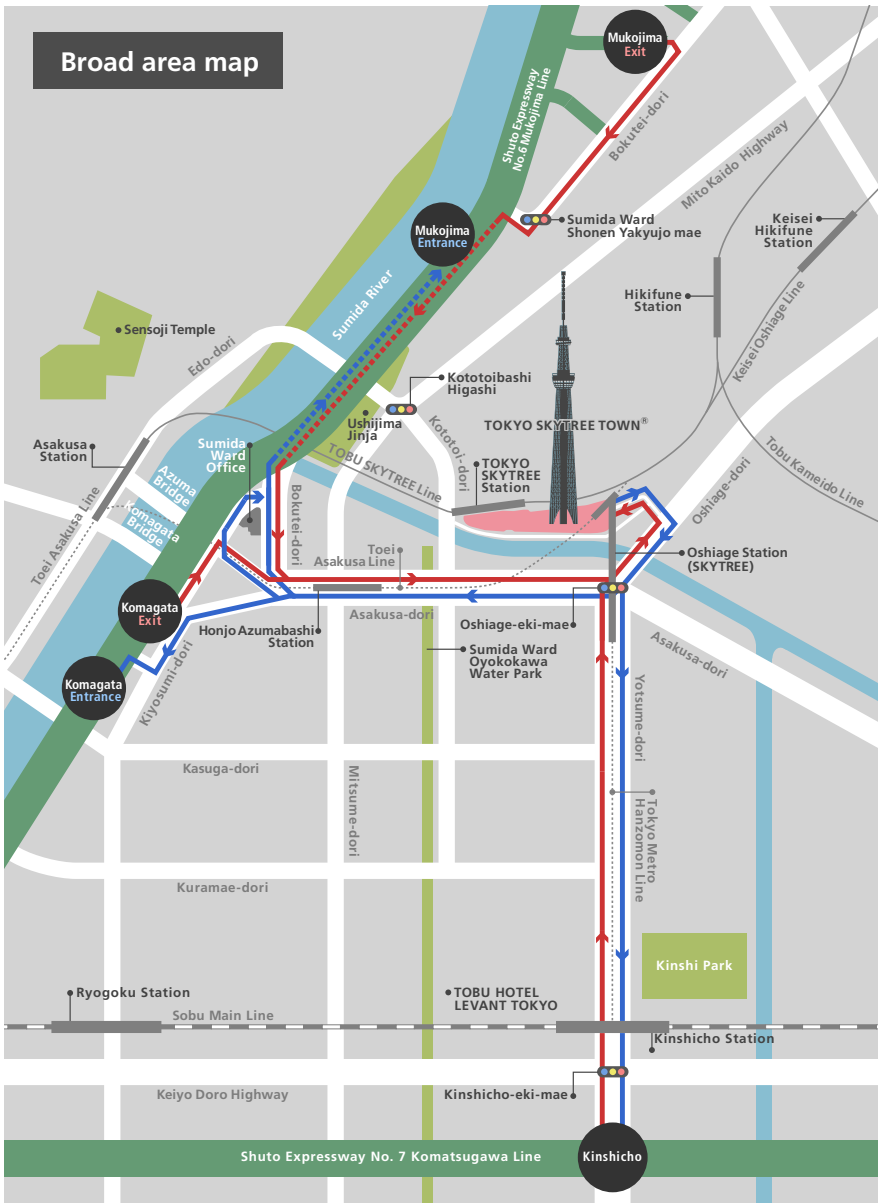 Broad area map
Mukojima
Exit
Shuto Expressway
No.6 Mukojima Line
Bokutei-dori
Mito Kaido Highway
Sumida Ward
Shonen Yakyujo mae
Keisei
Hikifune
Station
Mukojima
Entrance
Sumida River
Hikifune
Station
Keisei Oshiage Line
Sensoji Temple
Edo-dori
Kototoibashi
Higashi
Ushijima
Jinja
Kototoi-dori
TOKYO SKYTREE TOWN®
Asakusa
Station
Sumida
Ward
Office
TOBU SKYTREE Line
TOKYO
SKYTREE
Station
Oshiage-dori
Tobu Kameido Line
Azuma
Bridge
Komagata
Bridge
Toei Asakusa Line
Bokutei-dori
Toei
Asakusa Line
Oshiage Station
(SKYTREE)
Komagata
Exit
Asakusa-dori
Honjo Azumabashi
Station
Oshiage-eki-mae
Asakusa-dori
Sumida Ward
Oyokokawa
Water Park
Komagata
Entrance
Kiyosumi-dori
Yotsume-dori
Kasuga-dori
Mitsume-dori
Tokyo Metro
Hanzomon Line
Kuramae-dori
Kinshi Park
Ryogoku Station
TOBU HOTEL
LEVANT TOKYO
Sobu Main Line
Kinshicho Station
Keiyo Doro Highway
Kinshicho-eki-mae
Shuto Expressway No. 7 Komatsugawa Line
Kinshicho